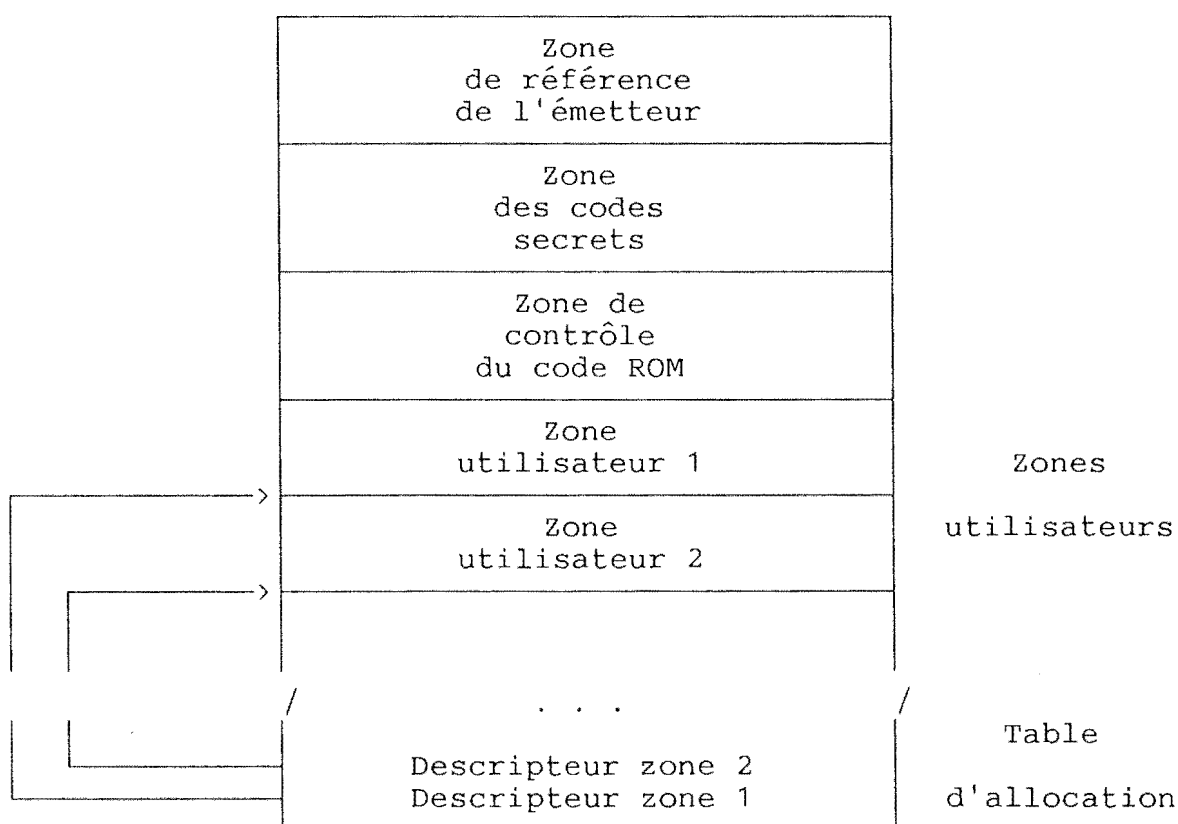 Zone
de référence
de l'émetteur
Zone
des codes
secrets
Zone de
contrôle
du code ROM
Zone
utilisateur 1
Zones
utilisateurs
Zone
utilisateur 2
. . .
Table
d'allocation
Descripteur zone 2
Descripteur zone 1